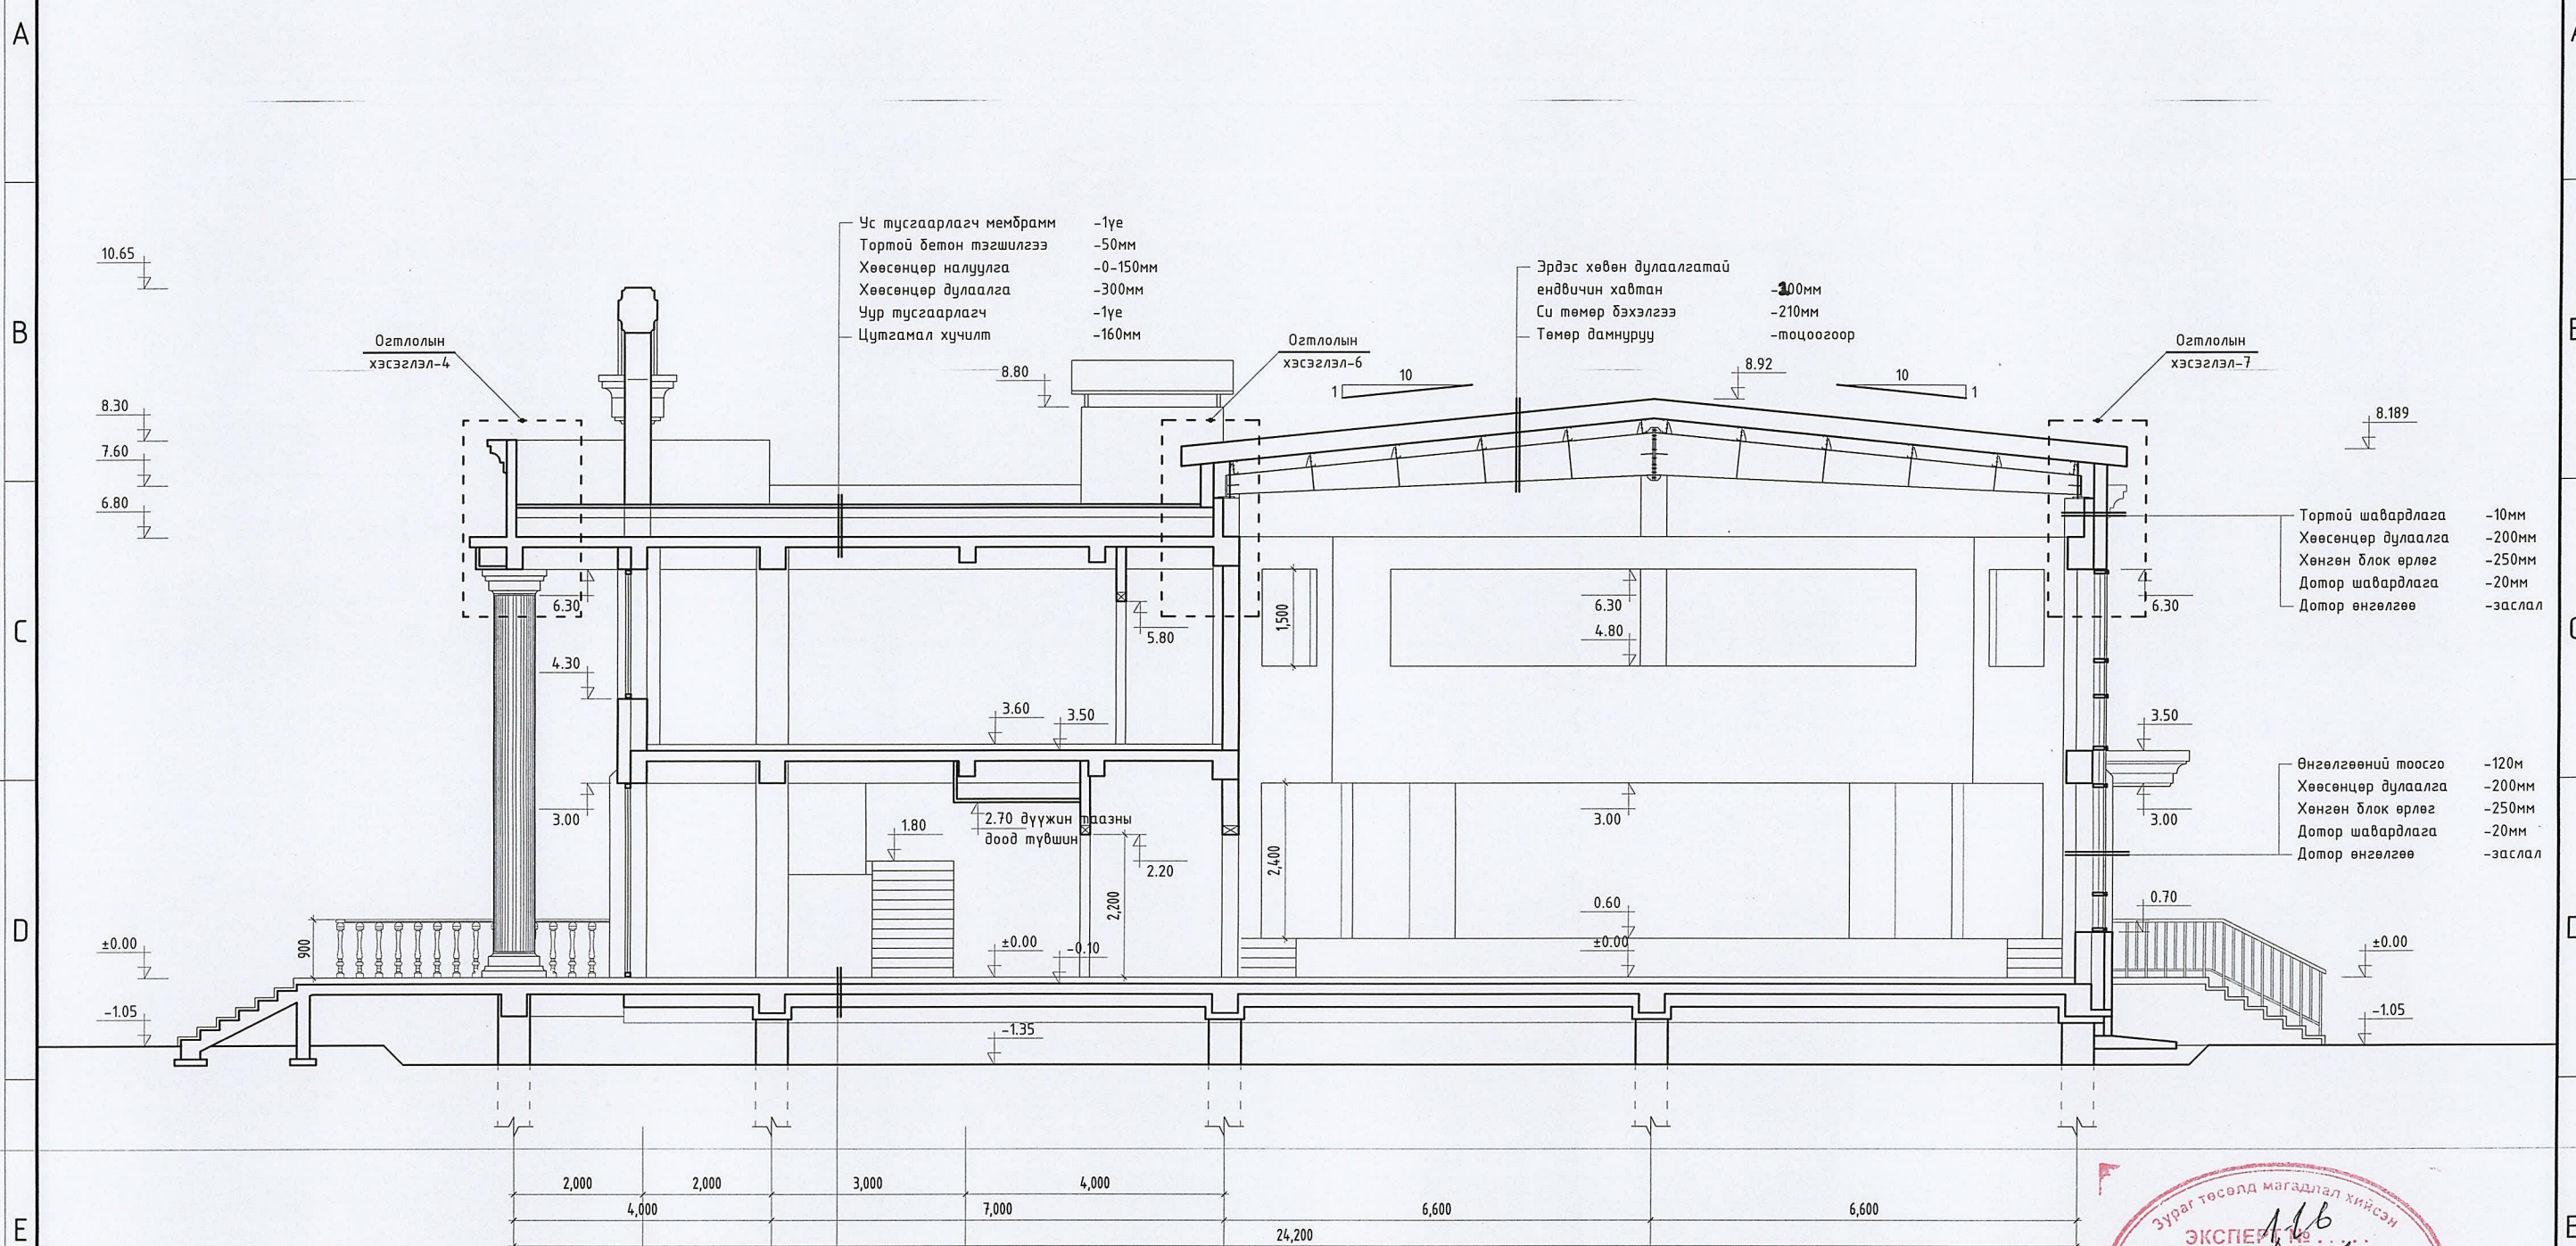 A
A
10.65
Ус тусгаарлагч мембрамм -1үе
Тортой бетон тэгшилгээ -50мм
Хөөсөнцөр налуулга -0-150мм
Хөөсөнцөр дулаалга -300мм
Уур тусгаарлагч -1үе
Цутгамал хучилт -160мм
Эрдэс хөвөн дулаалгатай
ендвичин хавтан 00мм
Си төмөр бэхэлгээ -210мм
Төмөр дамнуруу -тоцоогоор
B
Огтлолын
хэсэглэл-4
Огтлолын
хэсэглэл-6
Огтлолын
хэсэглэл-7
8.80
8.92
1
10
10
1
8.30
8.189
7.60
6.80
Тортой шавардлага -10мм
Хөөсөнцөр дулаалга -200мм
Хөнгөн блок өрлөг -250мм
Дотор шавардлага -20мм
Дотор өнгөлгөө -заслал
6.30
5.80
1,500
6.30
4.80
6.30
C
4.30
3.60
3.50
3.50
Өнгөлгөөний тоосго -120м
Хөөсөнцөр дулаалга -200мм
Хөнгөн блок өрлөг -250мм
Дотор шавардлага -20мм
Дотор өнгөлгөө -заслал
3.00
1.80
2.70 дүүжин таазны
доод түвшин
2.20
2,200
2,400
3.00
3.00
0.60
0.70
D
±0.00
900
±0.00
-0.10
±0.00
±0.00
-1.05
-1.35
-1.05
2,000
2,000
3,000
4,000
4,000
7,000
6,600
6,600
24,200
E
Зураг төсөлд магадлал хийсэн
ЭКСПЕРТ №